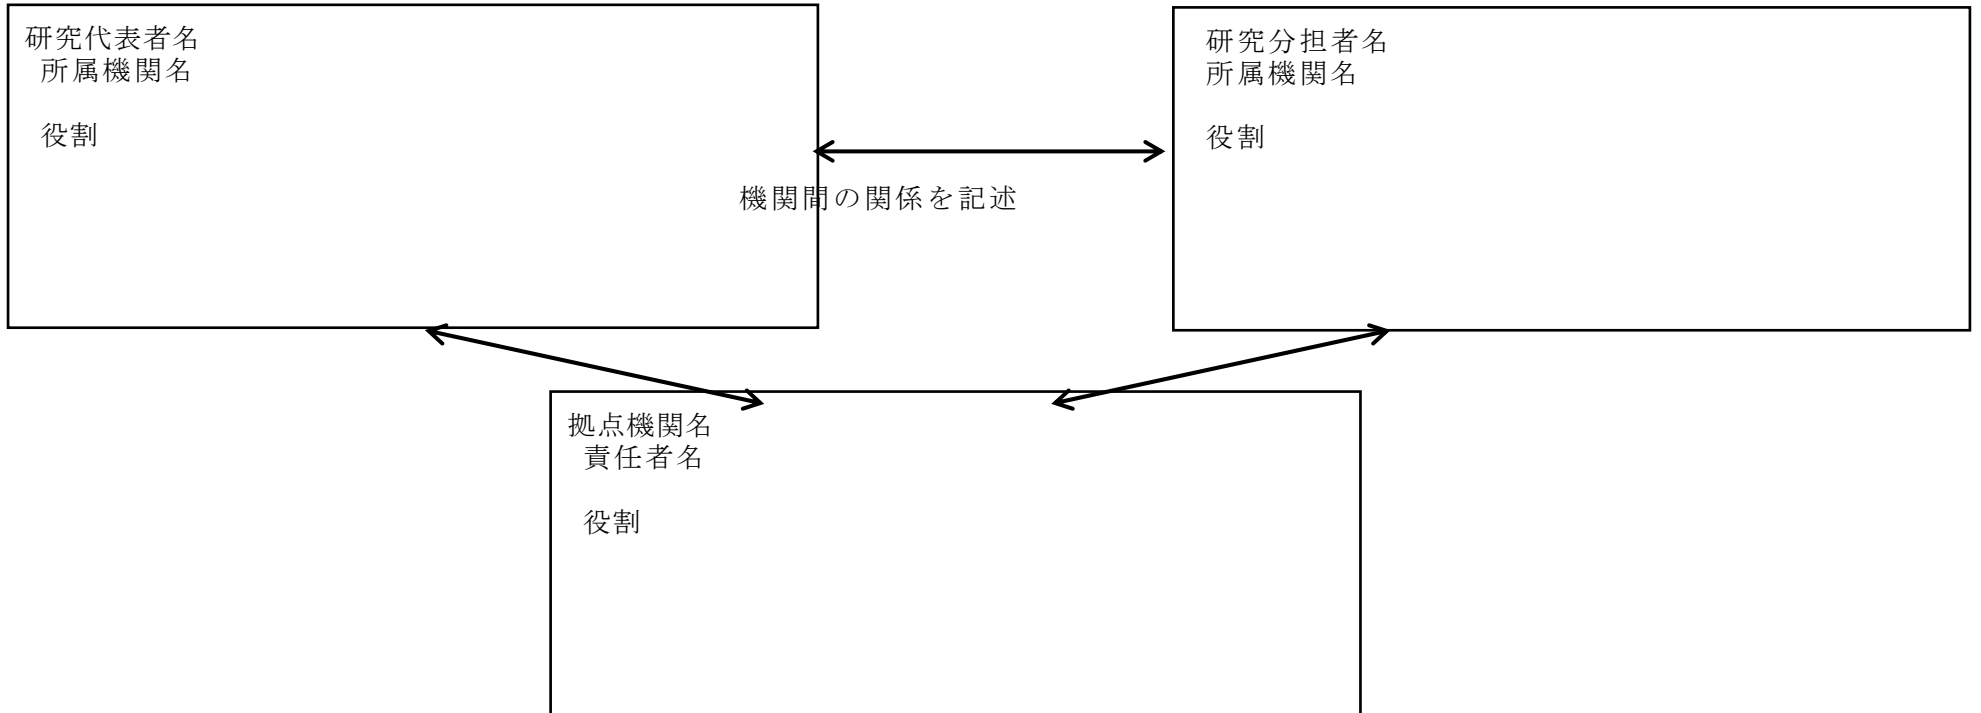 研究代表者名
所属機関名
役割
研究分担者名
所属機関名
役割
機関間の関係を記述
拠点機関名
責任者名
役割